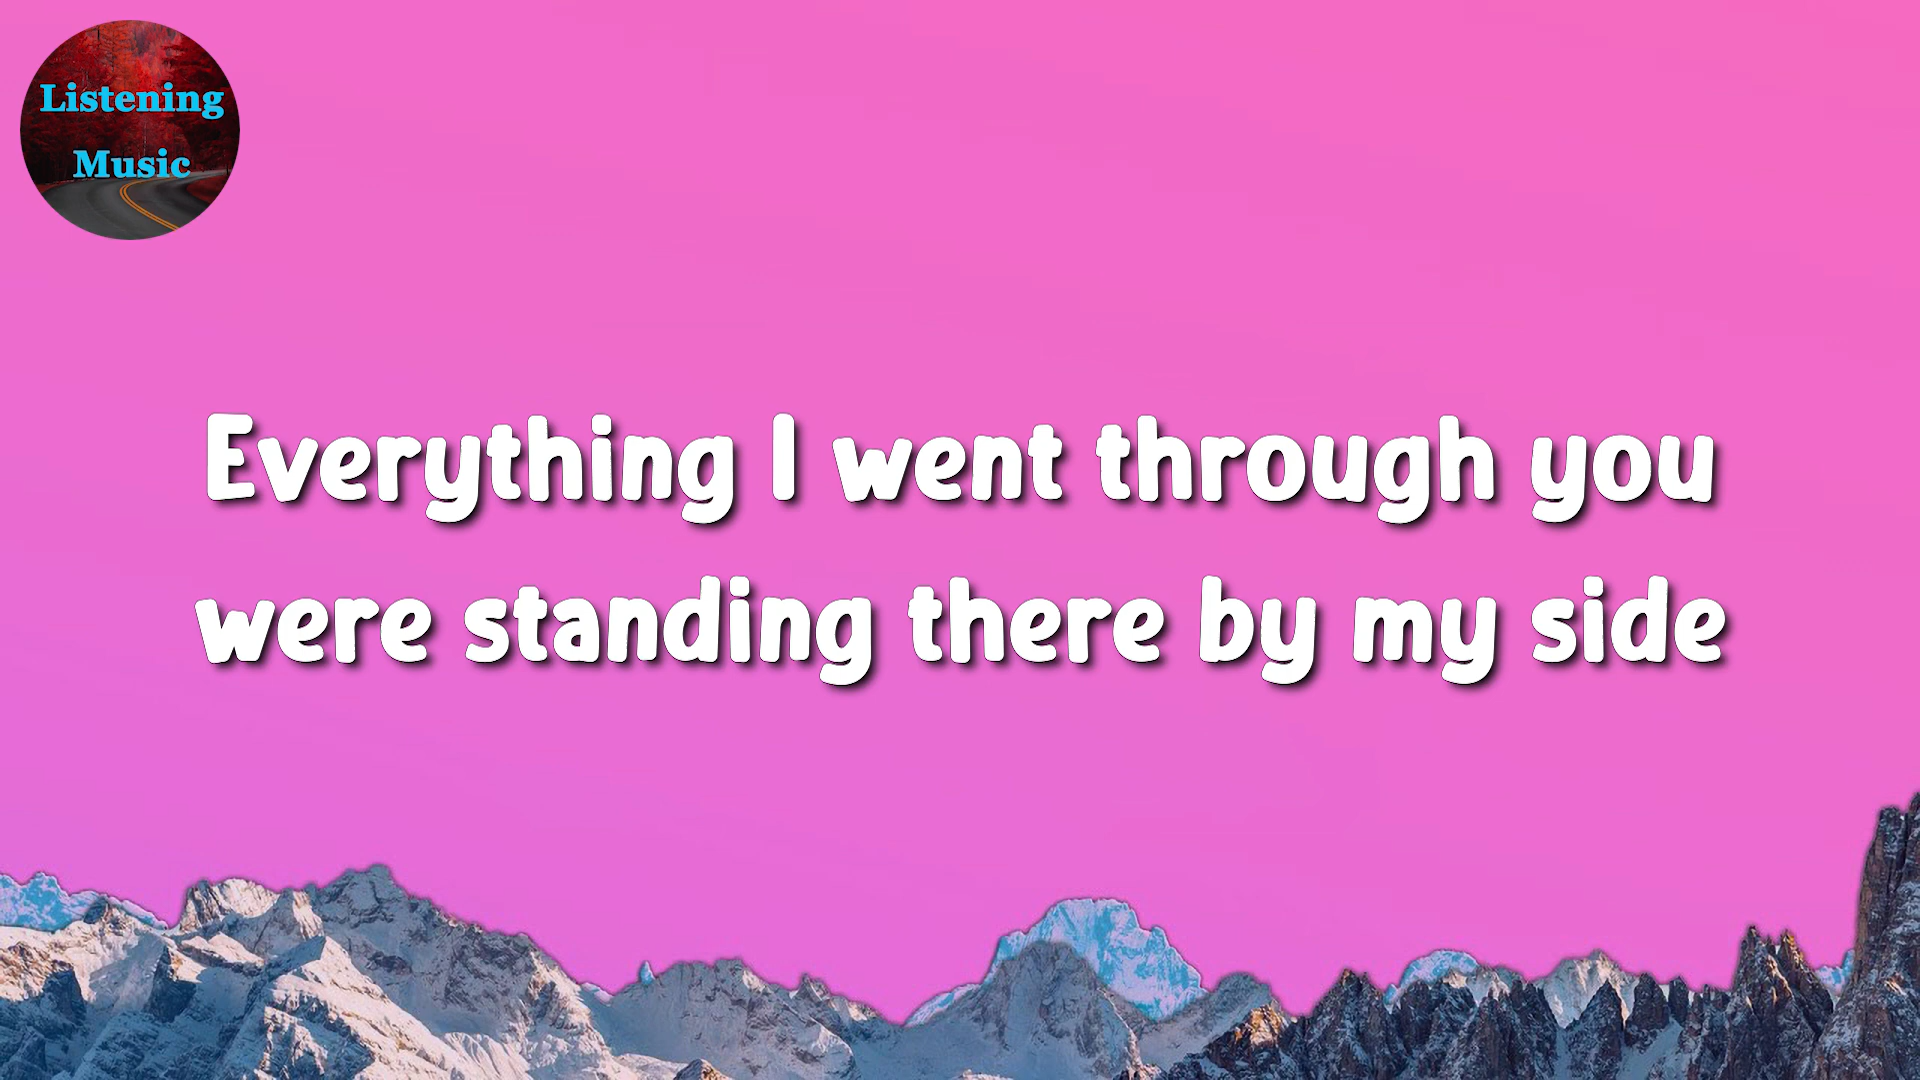 Listening
Music
Everything I went through you
were standing there by my side